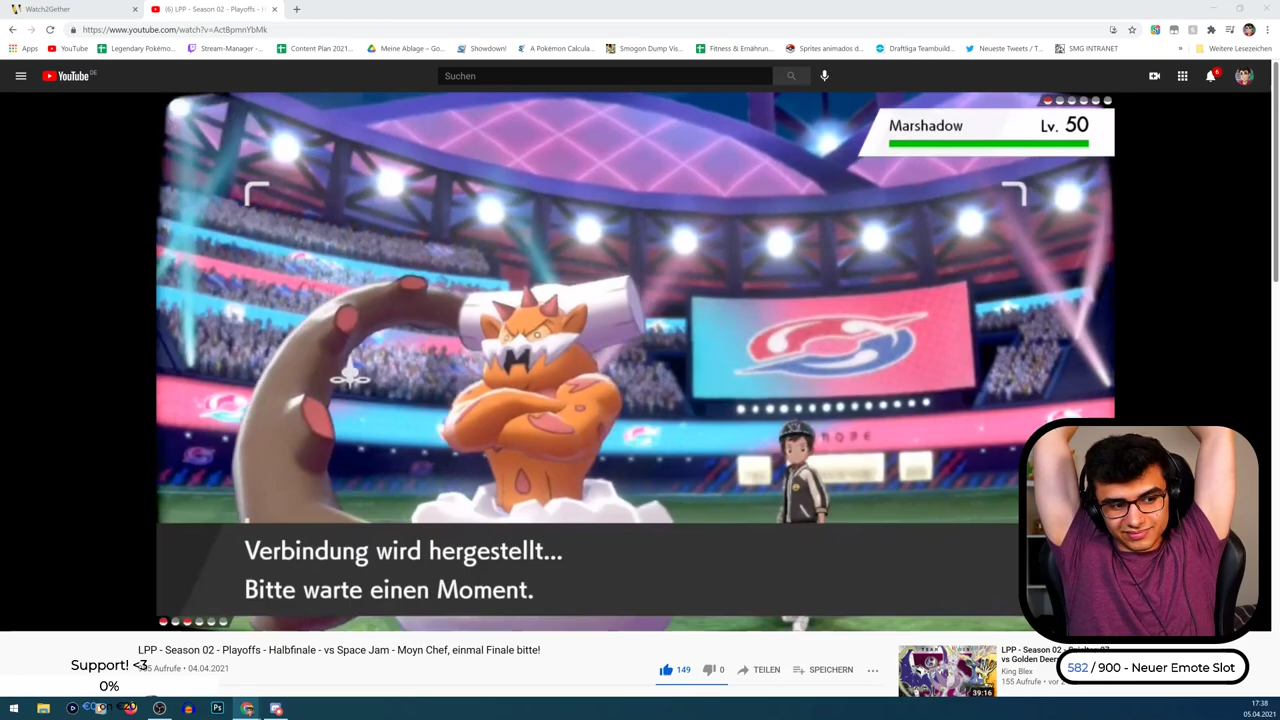 Watch2Gether
(6) LPP - Season 02 - Playoffs -
https://www.youtube.com/watch?v=ActBpmnYbMk
Apps YouTube Legendary Pokémo... Stream-Manager -... Content Plan 2021... Meine Ablage – Go... Showdown! A Pokémon Calcula... Smogon Dump Vis... Fitness & Ernährun... Sprites animados d... Draftliga Teambuild... Neueste Tweets / T... SMG INTRANET » Weitere Lesezeichen
YouTube DE
Suchen
6
Marshadow Lv. 50
Verbindung wird hergestellt...
Bitte warte einen Moment.
LPP - Season 02 - Playoffs - Halbfinale - vs Space Jam - Moyn Chef, einmal Finale bitte!
Aufrufe • 04.04.2021
149 0 TEILEN SPEICHERN ...
Support! <3
0%
39:16
vs Golden Deer
King Blex
155 Aufrufe
582 / 900 - Neuer Emote Slot
17:38
05.04.2021